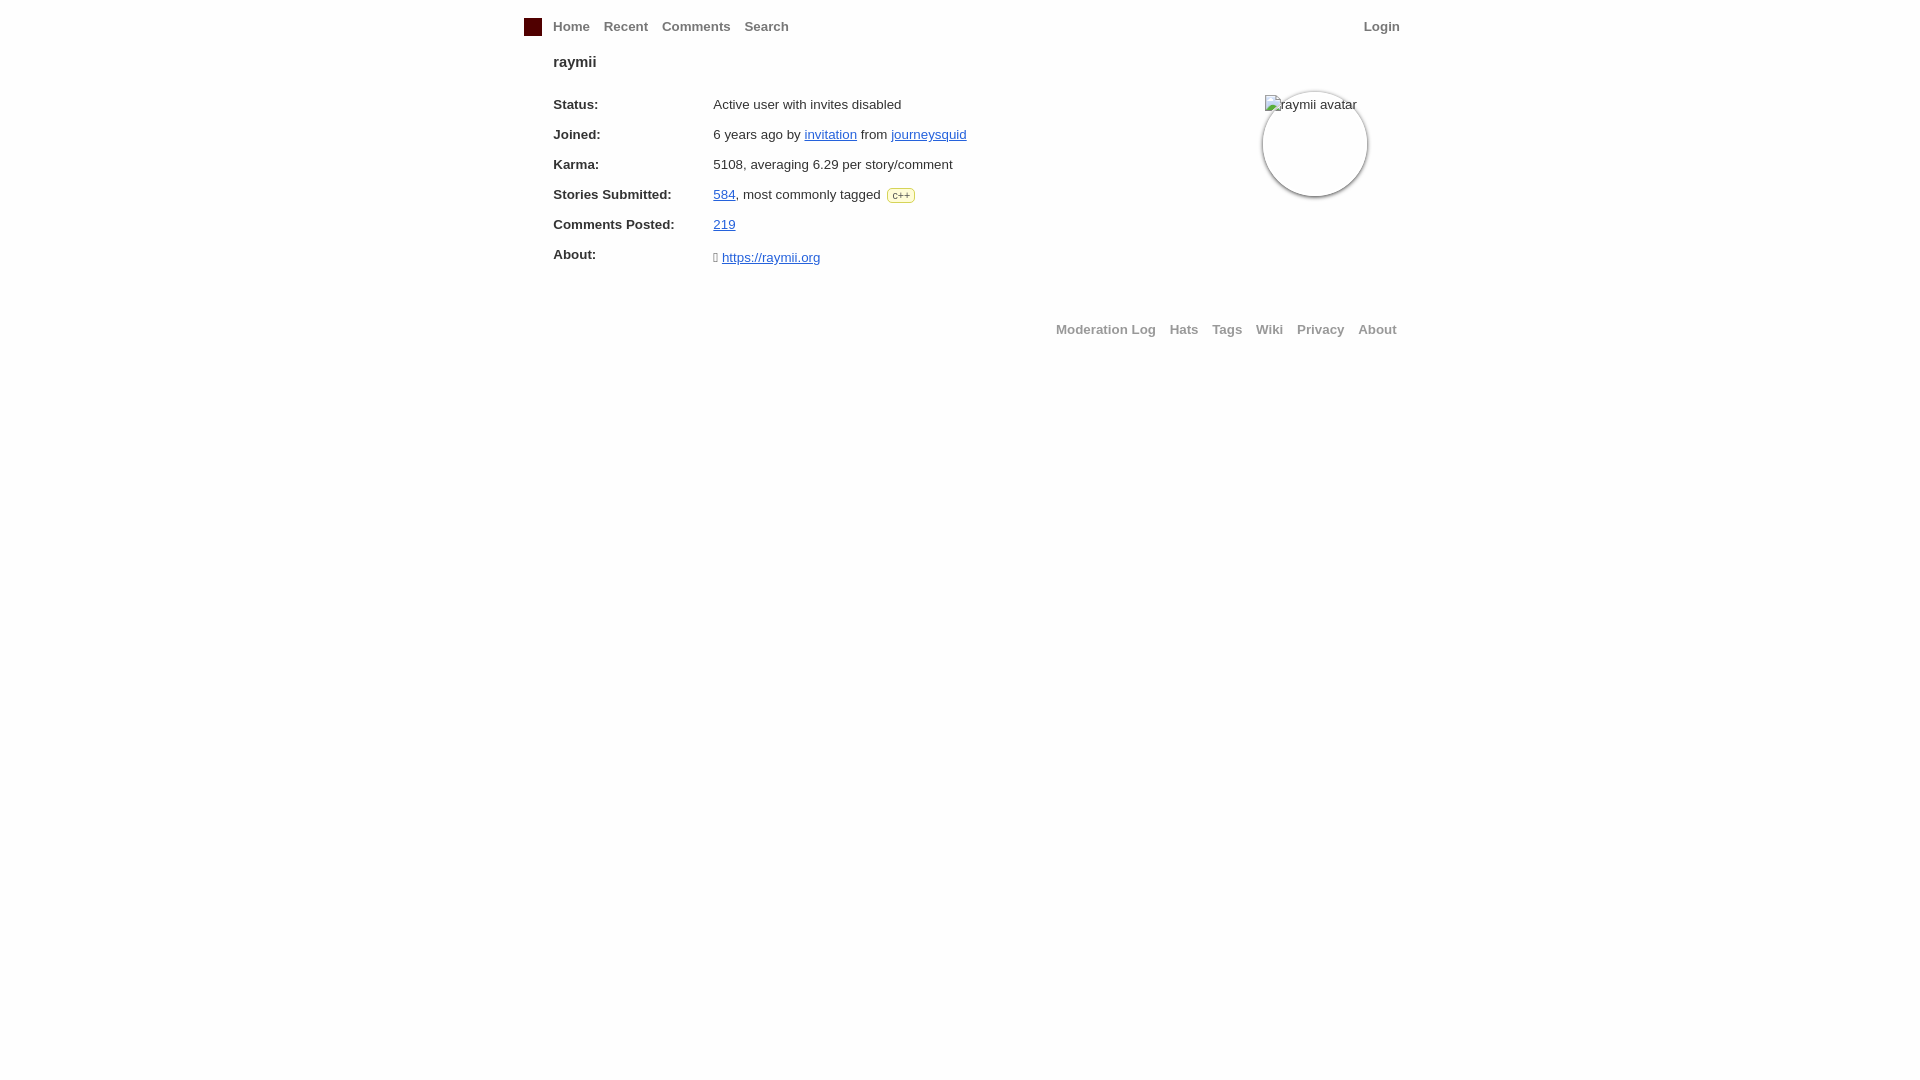 Home Recent Comments Search Login
raymii
Status: Active user with invites disabled
raymii avatar
Joined: 6 years ago by invitation from journeysquid
Karma: 5108, averaging 6.29 per story/comment
Stories Submitted: 584, most commonly tagged c++
Comments Posted: 219
About: https://raymii.org
Moderation Log Hats Tags Wiki Privacy About